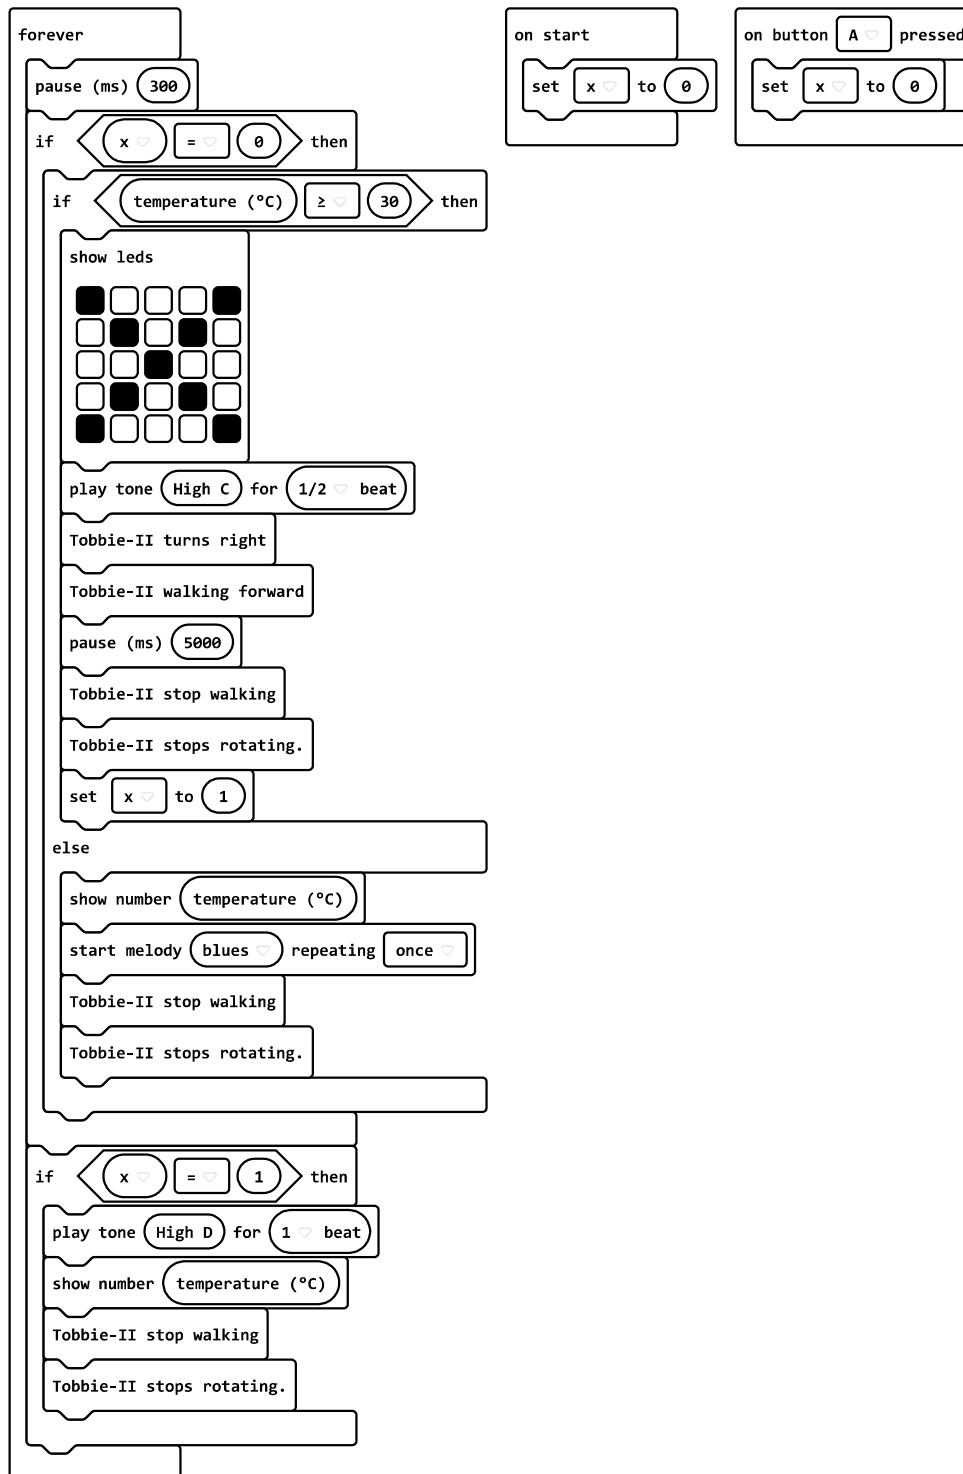 forever
pause (ms) 300
if x = 0 then
if temperature (°C) ≥ 30 then
show leds
play tone High C for 1/2 beat
Tobbie-II turns right
Tobbie-II walking forward
pause (ms) 5000
Tobbie-II stop walking
Tobbie-II stops rotating.
set x to 1
else
show number temperature (°C)
start melody blues repeating once
Tobbie-II stop walking
Tobbie-II stops rotating.
if x = 1 then
play tone High D for 1 beat
show number temperature (°C)
Tobbie-II stop walking
Tobbie-II stops rotating.
on start
set x to 0
on button A pressed
set x to 0